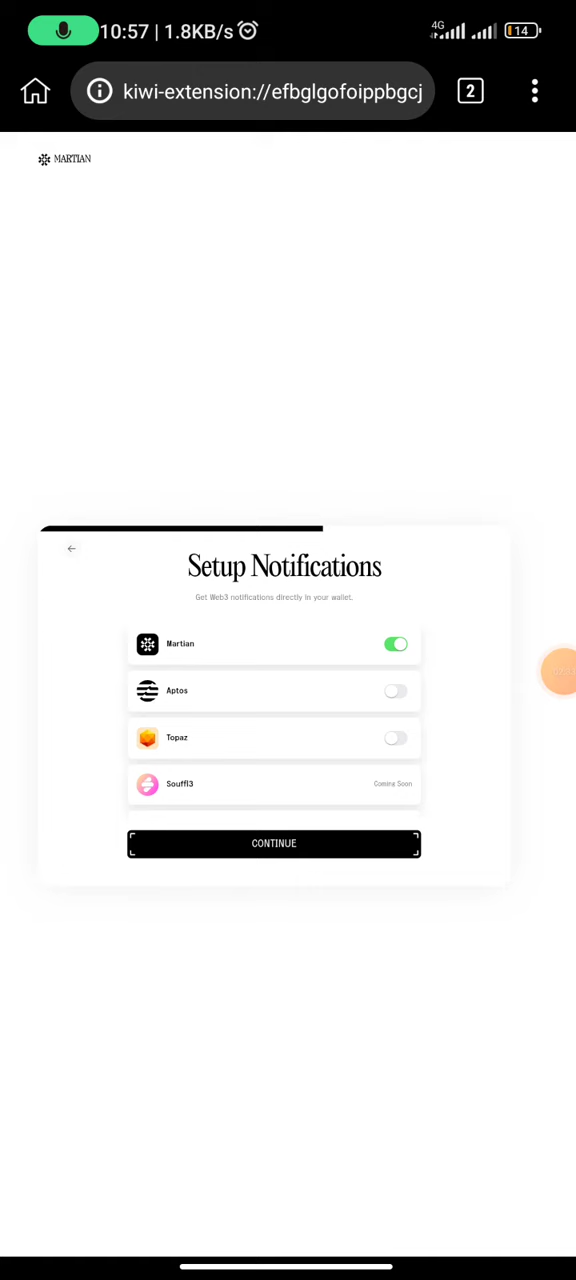 10:57 | 1.8KB/s
4G
14
kiwi-extension://efbglgofoippbgcj
2
MARTIAN
Setup Notifications
Get Web3 notifications directly in your wallet.
Martian
Aptos
Topaz
Souffl3
Coming Soon
CONTINUE